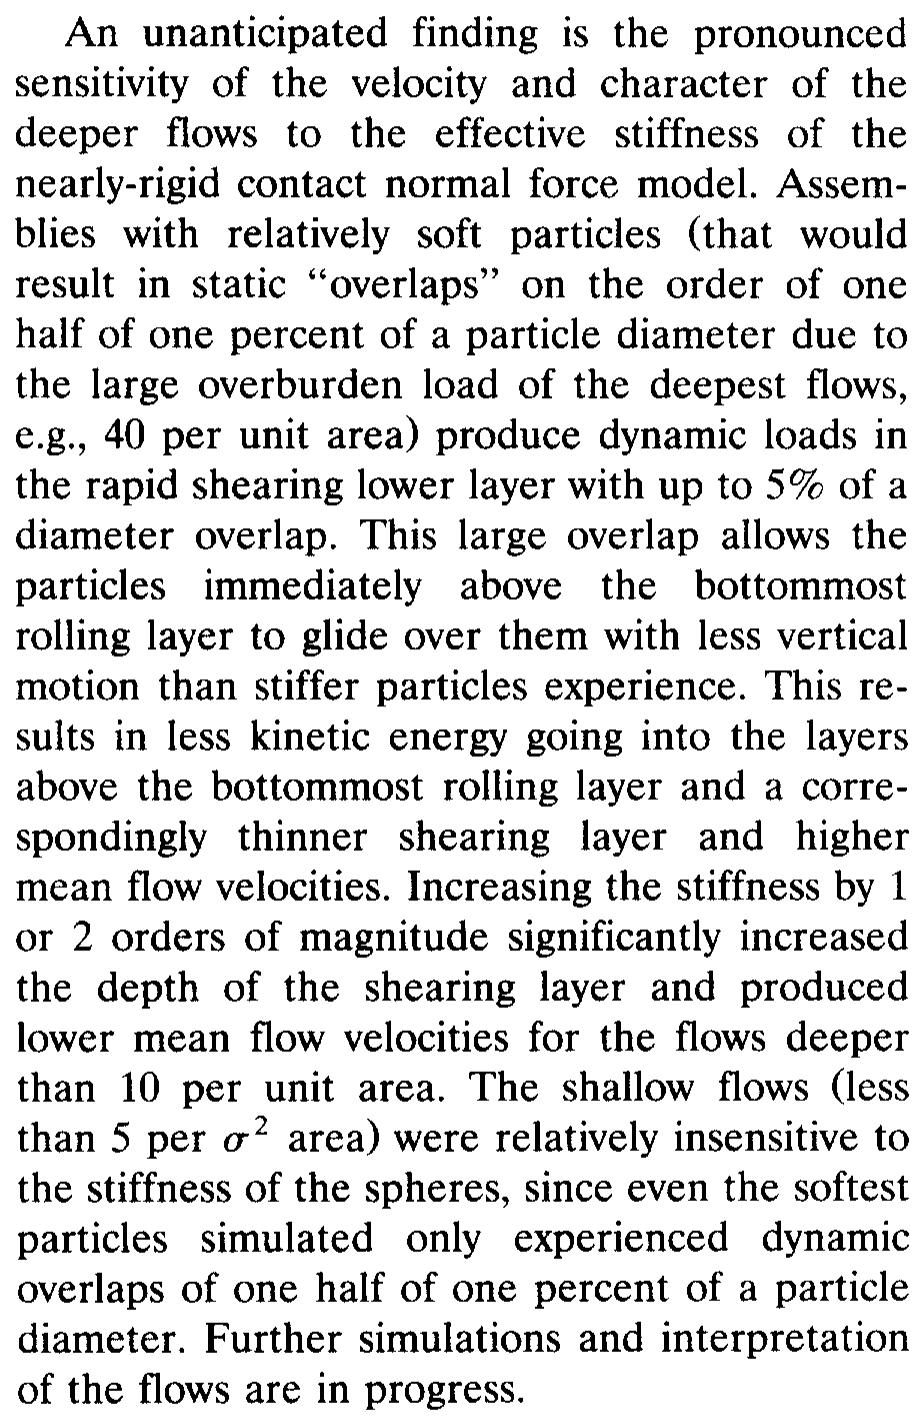 An unanticipated finding is the pronounced
sensitivity of the velocity and character of the
deeper flows to the effective stiffness of the
nearly-rigid contact normal force model. Assem-
blies with relatively soft particles (that would
result in static “overlaps” on the order of one
half of one percent of a particle diameter due to
the large overburden load of the deepest flows,
e.g., 40 per unit area) produce dynamic loads in
the rapid shearing lower layer with up to 5% of a
diameter overlap. This large overlap allows the
particles immediately above the bottommost
rolling layer to glide over them with less vertical
motion than stiffer particles experience. This re-
sults in less kinetic energy going into the layers
above the bottommost rolling layer and a corre-
spondingly thinner shearing layer and higher
mean flow velocities. Increasing the stiffness by 1
or 2 orders of magnitude significantly increased
the depth of the shearing layer and produced
lower mean flow velocities for the flows deeper
than 10 per unit area. The shallow flows (less
than 5 per σ² area) were relatively insensitive to
the stiffness of the spheres, since even the softest
particles simulated only experienced dynamic
overlaps of one half of one percent of a particle
diameter. Further simulations and interpretation
of the flows are in progress.